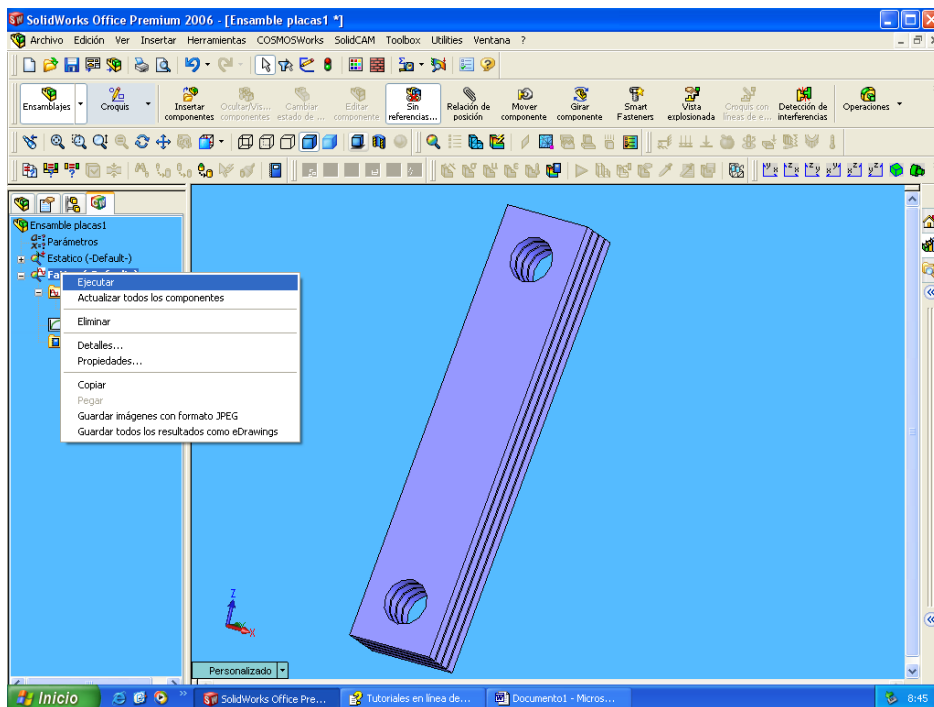 SolidWorks Office Premium 2006 - [Ensamble placas1 *]
Archivo Edición Ver Insertar Herramientas COSMOSWorks SolidCAM Toolbox Utilities Ventana ?
Ensamblajes
Croquis
Insertar componentes
Ocultar/Vis... componentes
Cambiar estado de ...
Editar componente
Sin referencias...
Relación de posición
Mover componente
Girar componente
Smart Fasteners
Vista explosionada
Croquis con líneas de e...
Detección de interferencias
Operaciones
Ensamble placas1
Parámetros
Estatico (-Default-)
Ejecutar
Actualizar todos los componentes
Eliminar
Detalles...
Propiedades...
Copiar
Pegar
Guardar imágenes con formato JPEG
Guardar todos los resultados como eDrawings
Z
X
Personalizado
Inicio
SolidWorks Office Pre...
Tutoriales en línea de...
Documento1 - Micros...
8:45